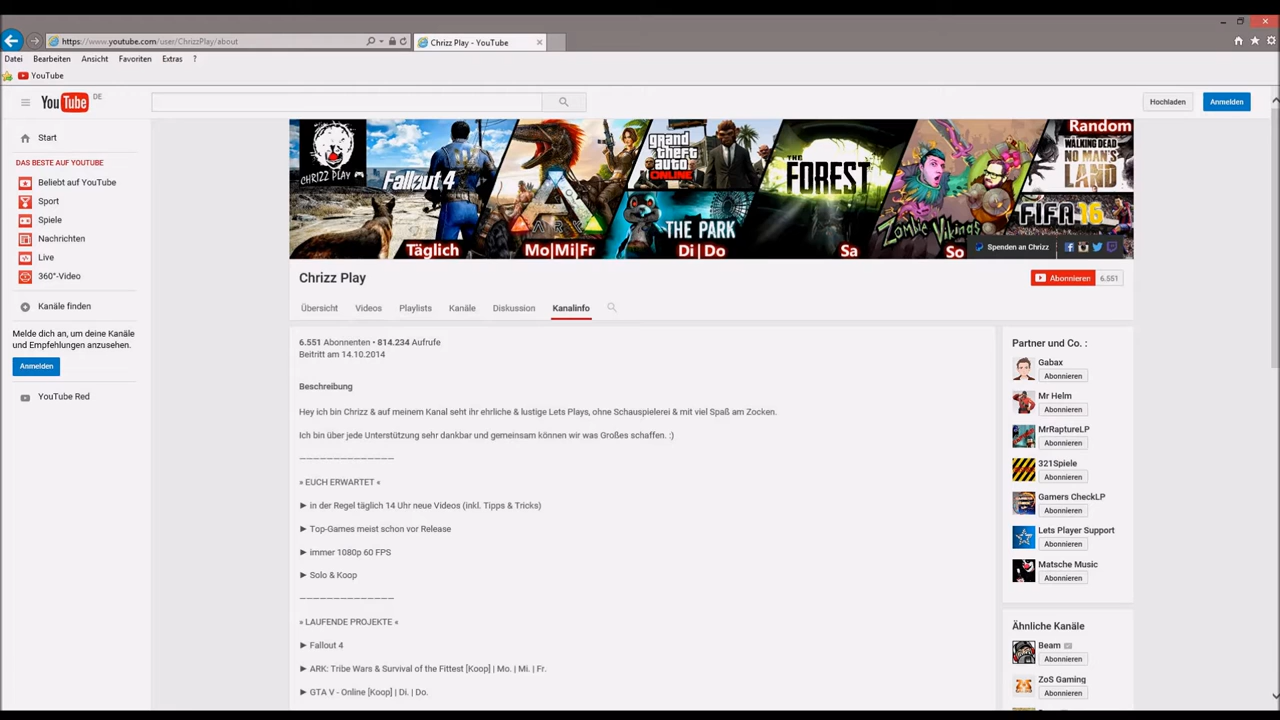 https://www.youtube.com/user/ChrizzPlay/about
Chrizz Play - YouTube
Datei Bearbeiten Ansicht Favoriten Extras ?
YouTube
YouTube DE
Hochladen Anmelden
Start
DAS BESTE AUF YOUTUBE
Beliebt auf YouTube
Sport
Spiele
Nachrichten
Live
360°-Video
Kanäle finden
Melde dich an, um deine Kanäle
und Empfehlungen anzusehen.
Anmelden
YouTube Red
CHRIZZ PLAY
Fallout 4
Täglich
ARK
Mo|Mi|Fr
grand
theft
auto
ONLINE
THE PARK
Di|Do
THE
FOREST
Sa
ZOMBIE VIKINGS
So
Random
WALKING DEAD
NO MAN'S
LAND
FIFA 16
Spenden an Chrizz
Chrizz Play
Abonnieren 6.551
Übersicht Videos Playlists Kanäle Diskussion Kanalinfo
6.551 Abonnenten • 814.234 Aufrufe
Beitritt am 14.10.2014
Beschreibung
Hey ich bin Chrizz & auf meinem Kanal seht ihr ehrliche & lustige Lets Plays, ohne Schauspielerei & mit viel Spaß am Zocken.
Ich bin über jede Unterstützung sehr dankbar und gemeinsam können wir was Großes schaffen. :)
—————————————
» EUCH ERWARTET «
► in der Regel täglich 14 Uhr neue Videos (inkl. Tipps & Tricks)
► Top-Games meist schon vor Release
► immer 1080p 60 FPS
► Solo & Koop
—————————————
» LAUFENDE PROJEKTE «
► Fallout 4
► ARK: Tribe Wars & Survival of the Fittest [Koop] | Mo. | Mi. | Fr.
► GTA V - Online [Koop] | Di. | Do.
Partner und Co. :
Gabax
Abonnieren
Mr Helm
Abonnieren
MrRaptureLP
Abonnieren
321Spiele
Abonnieren
Gamers CheckLP
Abonnieren
Lets Player Support
Abonnieren
Matsche Music
Abonnieren
Ähnliche Kanäle
Beam
Abonnieren
ZoS Gaming
Abonnieren